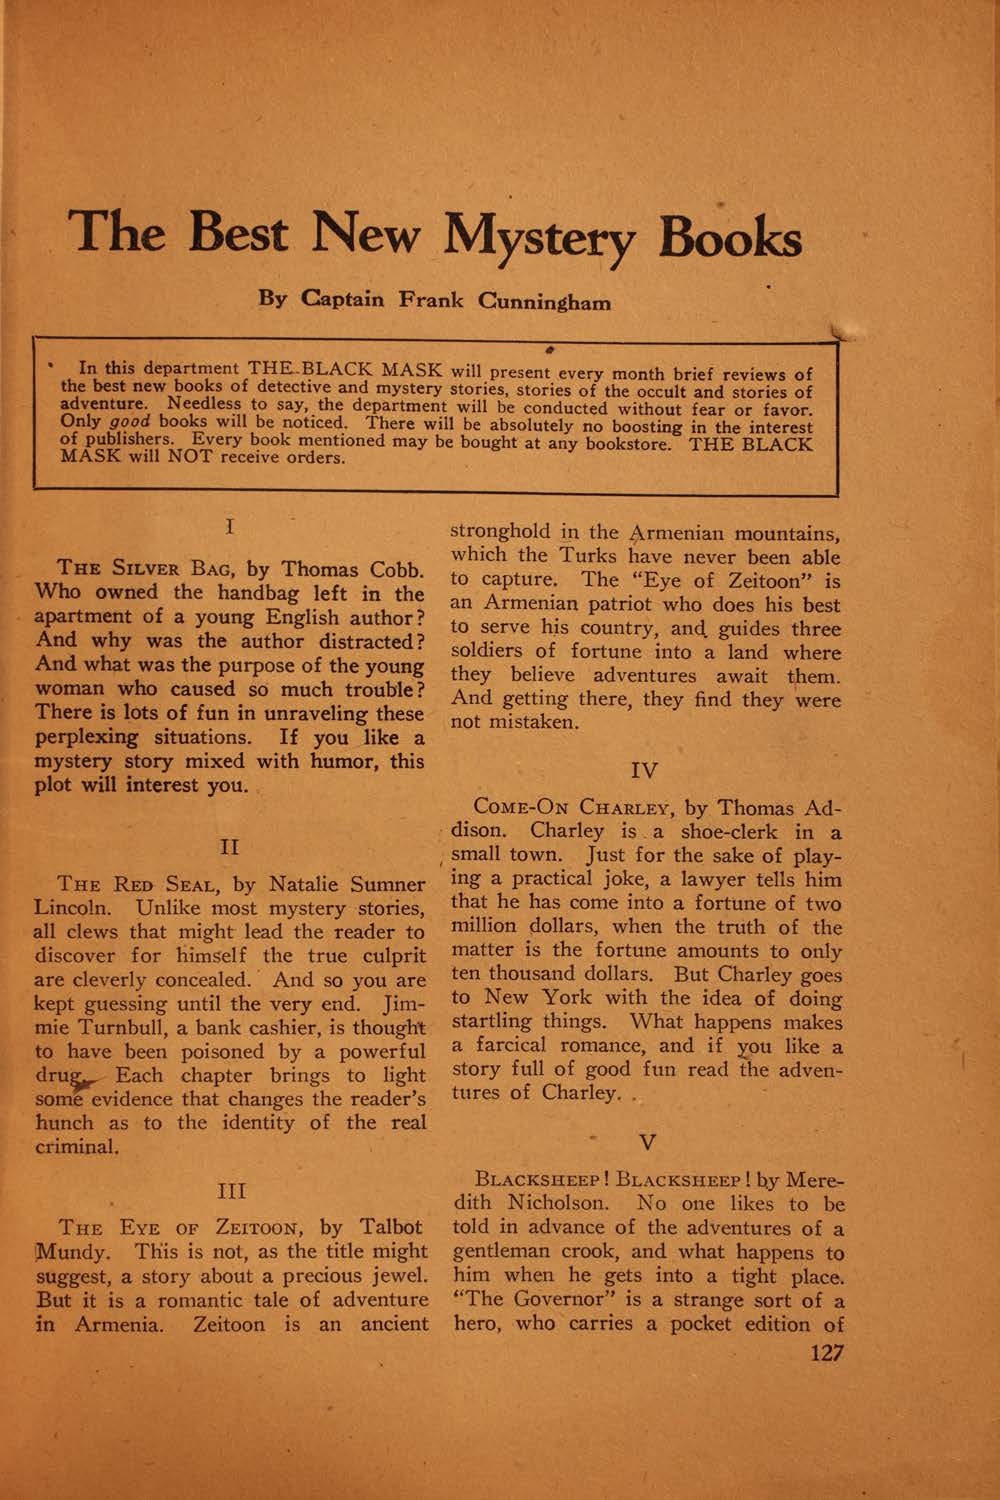 The Best New Mystery Books
By Captain Frank Cunningham
In this department THE BLACK MASK will present every month brief reviews of
the best new books of detective and mystery stories, stories of the occult and stories of
adventure. Needless to say, the department will be conducted without fear or favor.
Only good books will be noticed. There will be absolutely no boosting in the interest
of publishers. Every book mentioned may be bought at any bookstore. THE BLACK
MASK will NOT receive orders.
I
THE SILVER BAG, by Thomas Cobb.
Who owned the handbag left in the
apartment of a young English author?
And why was the author distracted?
And what was the purpose of the young
woman who caused so much trouble?
There is lots of fun in unraveling these
perplexing situations. If you like a
mystery story mixed with humor, this
plot will interest you.
II
THE RED SEAL, by Natalie Sumner
Lincoln. Unlike most mystery stories,
all clews that might lead the reader to
discover for himself the true culprit
are cleverly concealed. And so you are
kept guessing until the very end. Jim-
mie Turnbull, a bank cashier, is thought
to have been poisoned by a powerful
drug. Each chapter brings to light
some evidence that changes the reader's
hunch as to the identity of the real
criminal.
III
THE EYE OF ZEITOON, by Talbot
Mundy. This is not, as the title might
suggest, a story about a precious jewel.
But it is a romantic tale of adventure
in Armenia. Zeitoon is an ancient
stronghold in the Armenian mountains,
which the Turks have never been able
to capture. The "Eye of Zeitoon" is
an Armenian patriot who does his best
to serve his country, and guides three
soldiers of fortune into a land where
they believe adventures await them.
And getting there, they find they were
not mistaken.
IV
COME-ON CHARLEY, by Thomas Ad-
dison. Charley is a shoe-clerk in a
small town. Just for the sake of play-
ing a practical joke, a lawyer tells him
that he has come into a fortune of two
million dollars, when the truth of the
matter is the fortune amounts to only
ten thousand dollars. But Charley goes
to New York with the idea of doing
startling things. What happens makes
a farcical romance, and if you like a
story full of good fun read the adven-
tures of Charley.
V
BLACKSHEEP! BLACKSHEEP! by Mere-
dith Nicholson. No one likes to be
told in advance of the adventures of a
gentleman crook, and what happens to
him when he gets into a tight place.
"The Governor" is a strange sort of a
hero, who carries a pocket edition of
127